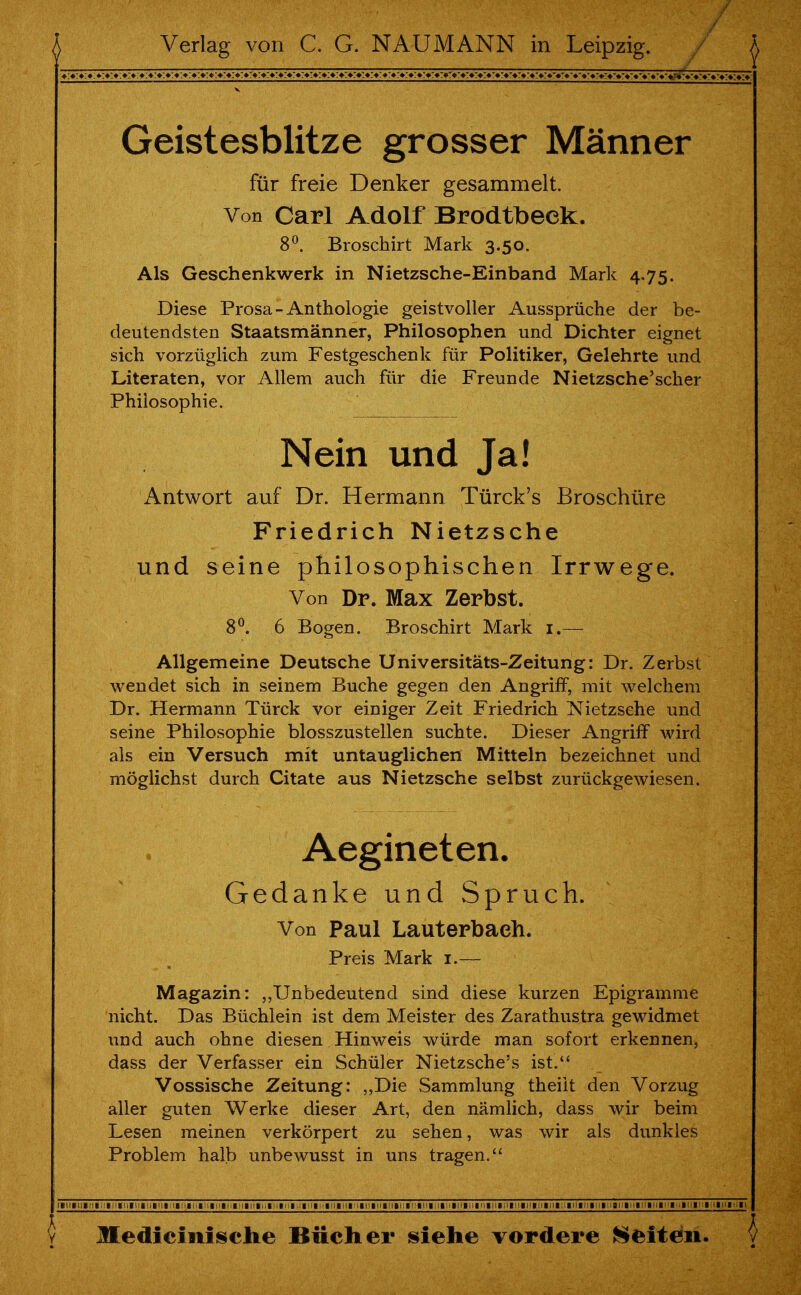 Verlag von C. G. NAUMANN in Leipzig.
Geistesblitze grosser Männer
für freie Denker gesammelt.
Von Carl Adolf Brodtbeck.
8⁰. Broschirt Mark 3.50.
Als Geschenkwerk in Nietzsche-Einband Mark 4.75.
Diese Prosa-Anthologie geistvoller Aussprüche der be-
deutendsten Staatsmänner, Philosophen und Dichter eignet
sich vorzüglich zum Festgeschenk für Politiker, Gelehrte und
Literaten, vor Allem auch für die Freunde Nietzsche'scher
Philosophie.
Nein und Ja!
Antwort auf Dr. Hermann Türck's Broschüre
Friedrich Nietzsche
und seine philosophischen Irrwege.
Von Dr. Max Zerbst.
8⁰. 6 Bogen. Broschirt Mark 1.—
Allgemeine Deutsche Universitäts-Zeitung: Dr. Zerbst
wendet sich in seinem Buche gegen den Angriff, mit welchem
Dr. Hermann Türck vor einiger Zeit Friedrich Nietzsche und
seine Philosophie blosszustellen suchte. Dieser Angriff wird
als ein Versuch mit untauglichen Mitteln bezeichnet und
möglichst durch Citate aus Nietzsche selbst zurückgewiesen.
Aegineten.
Gedanke und Spruch.
Von Paul Lauterbach.
Preis Mark 1.—
Magazin: „Unbedeutend sind diese kurzen Epigramme
nicht. Das Büchlein ist dem Meister des Zarathustra gewidmet
und auch ohne diesen Hinweis würde man sofort erkennen,
dass der Verfasser ein Schüler Nietzsche's ist.“
Vossische Zeitung: „Die Sammlung theilt den Vorzug
aller guten Werke dieser Art, den nämlich, dass wir beim
Lesen meinen verkörpert zu sehen, was wir als dunkles
Problem halb unbewusst in uns tragen.“
Medicinische Bücher siehe vordere Seiten.